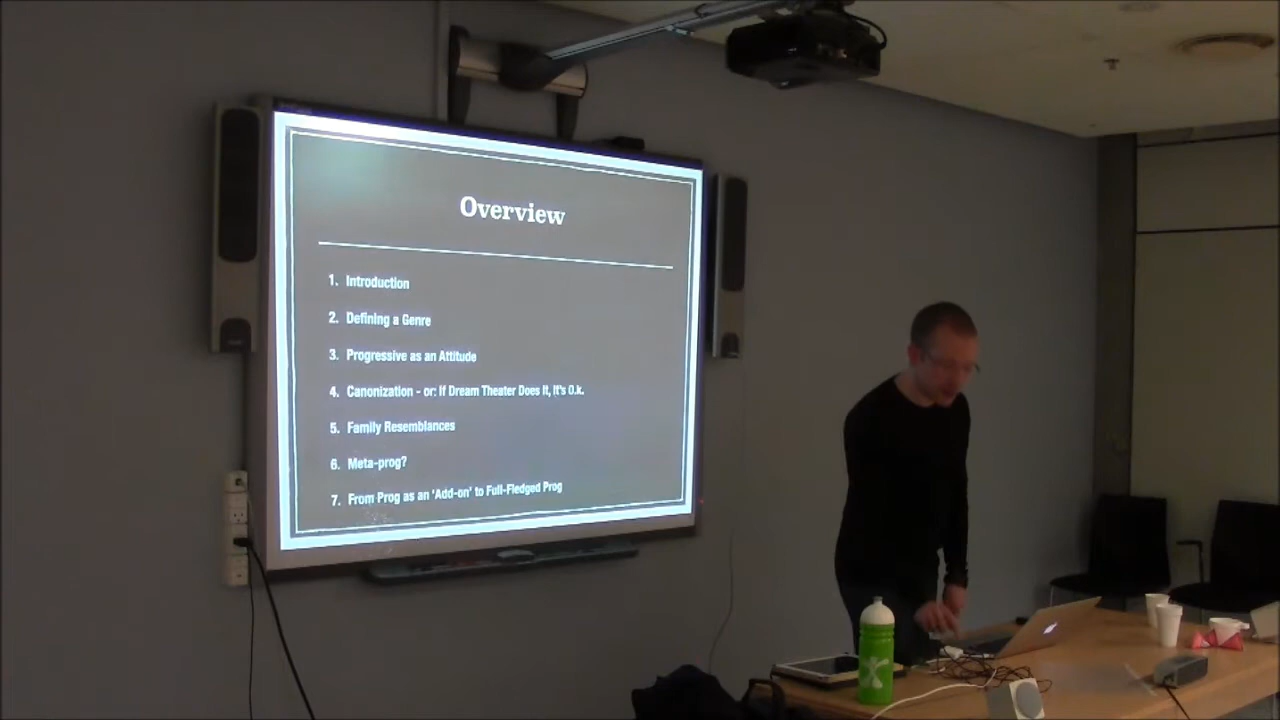 Overview
1. Introduction
2. Defining a Genre
3. Progressive as an Attitude
4. Canonization - or: If Dream Theater Does It, It's O.k.
5. Family Resemblances
6. Meta-prog?
7. From Prog as an 'Add-on' to Full-Fledged Prog